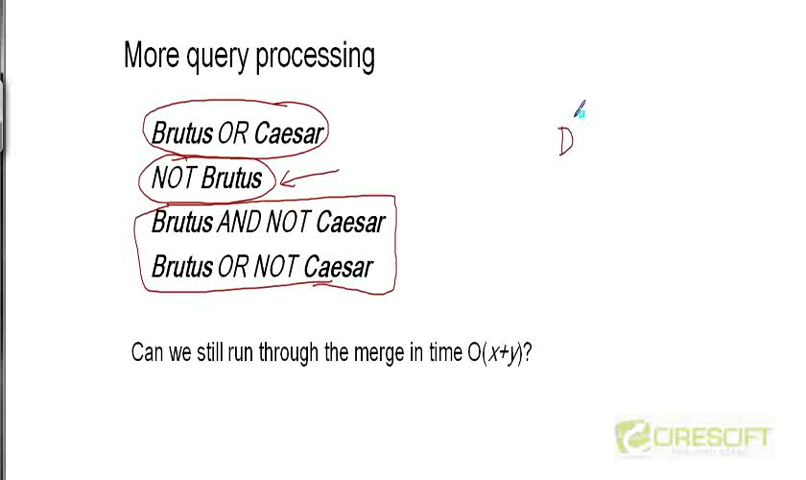 More query processing
Brutus OR Caesar
D
NOT Brutus
Brutus AND NOT Caesar
Brutus OR NOT Caesar
Can we still run through the merge in time O(x+y)?
CIRESCIFT